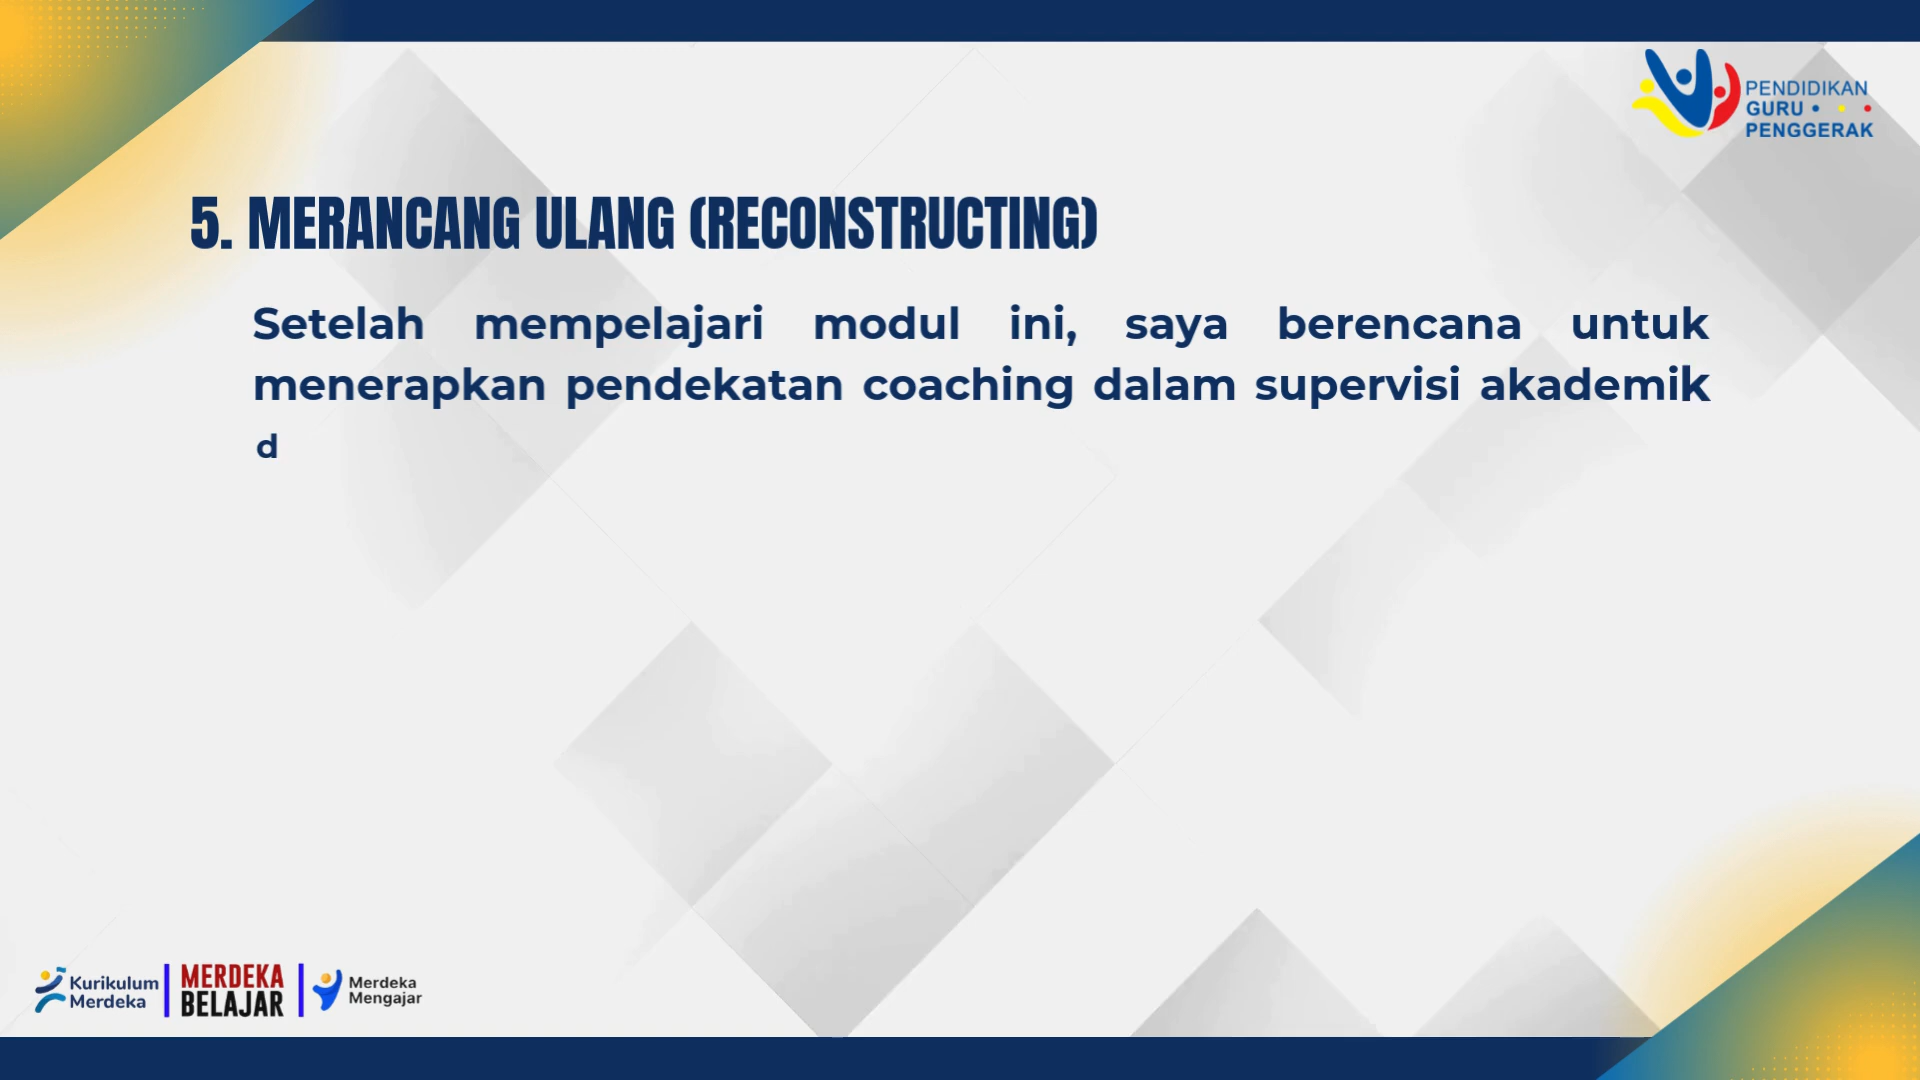 PENDIDIKAN
GURU
PENGGERAK
5. MERANCANG ULANG (RECONSTRUCTING)
Setelah mempelajari modul ini, saya berencana untuk
menerapkan pendekatan coaching dalam supervisi akademik
d
Kurikulum
Merdeka
MERDEKA
BELAJAR
Merdeka
Mengajar